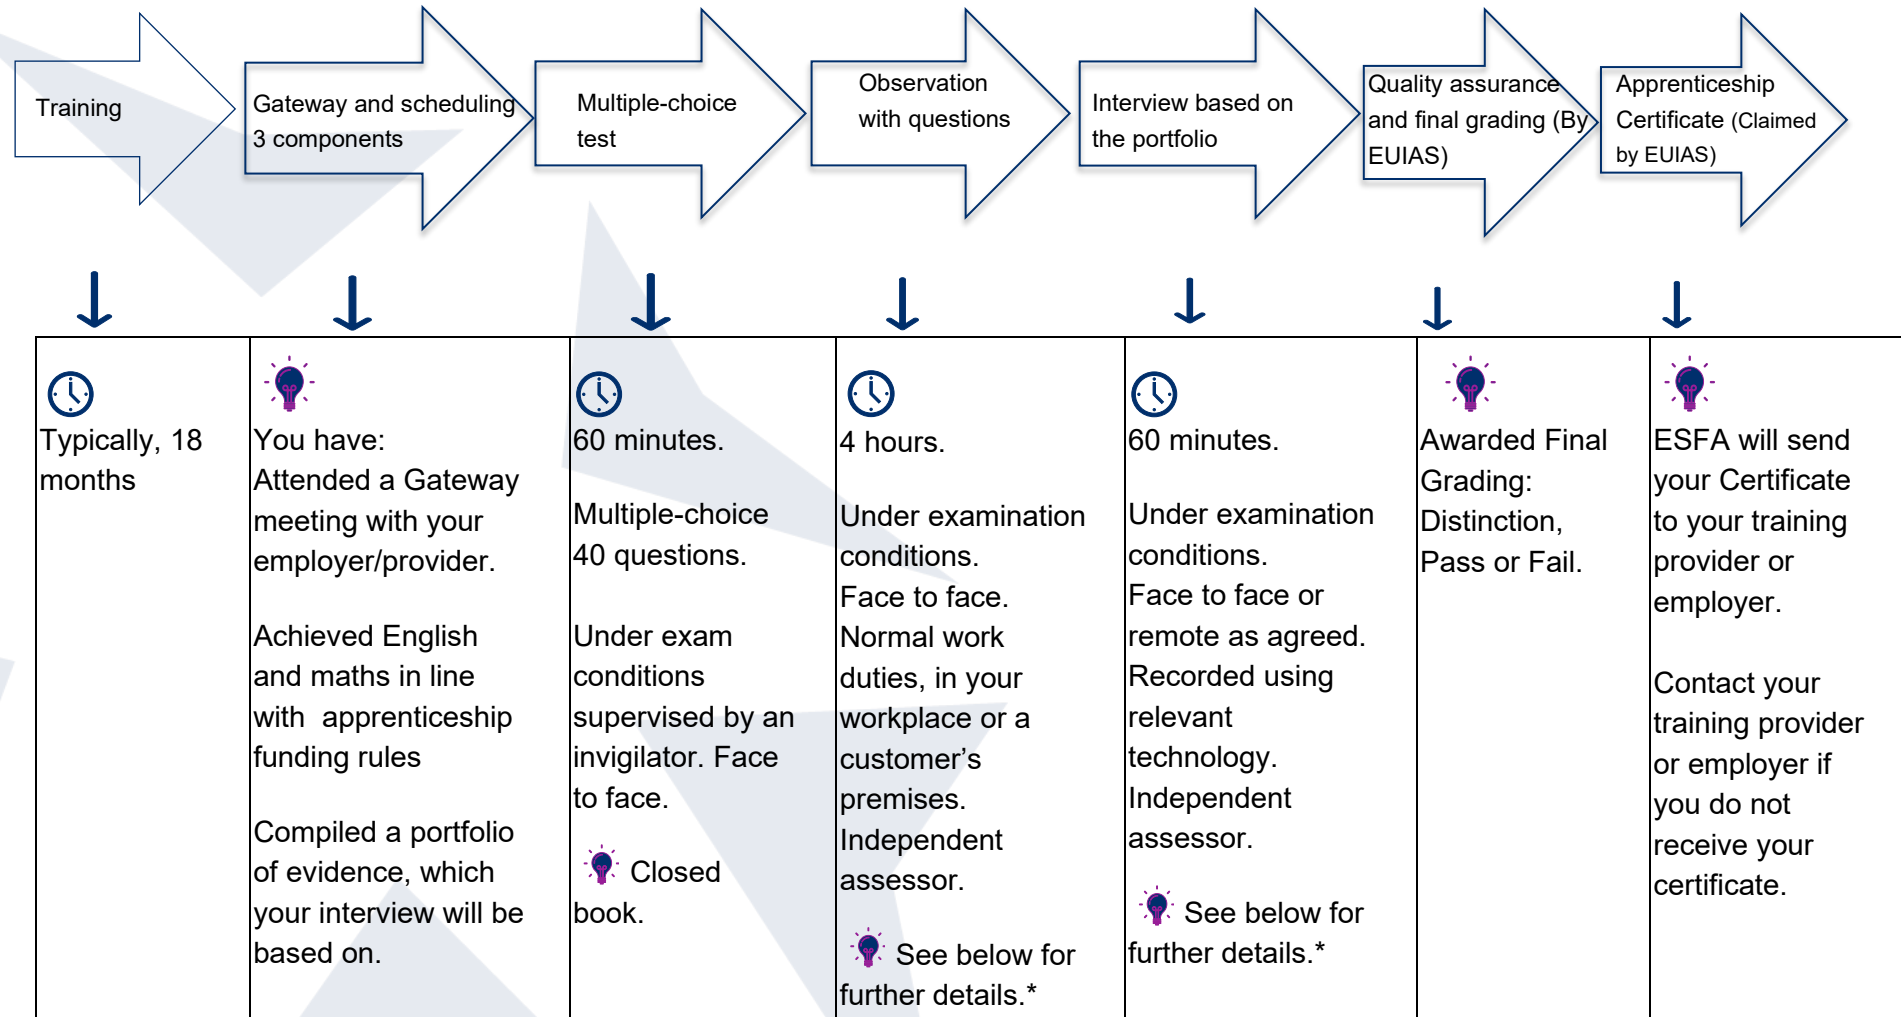 Training
Gateway and scheduling
3 components
Multiple-choice
test
Observation
with questions
Interview based on
the portfolio
Quality assurance
and final grading (By
EUIAS)
Apprenticeship
Certificate (Claimed
by EUIAS)
Typically, 18
months
You have:
Attended a Gateway
meeting with your
employer/provider.
Achieved English
and maths in line
with apprenticeship
funding rules
Compiled a portfolio
of evidence, which
your interview will be
based on.
60 minutes.
Multiple-choice
40 questions.
Under exam
conditions
supervised by an
invigilator. Face
to face.
Closed
book.
4 hours.
Under examination
conditions.
Face to face.
Normal work
duties, in your
workplace or a
customer’s
premises.
Independent
assessor.
See below for
further details.*
60 minutes.
Under examination
conditions.
Face to face or
remote as agreed.
Recorded using
relevant
technology.
Independent
assessor.
See below for
further details.*
Awarded Final
Grading:
Distinction,
Pass or Fail.
ESFA will send
your Certificate
to your training
provider or
employer.
Contact your
training provider
or employer if
you do not
receive your
certificate.